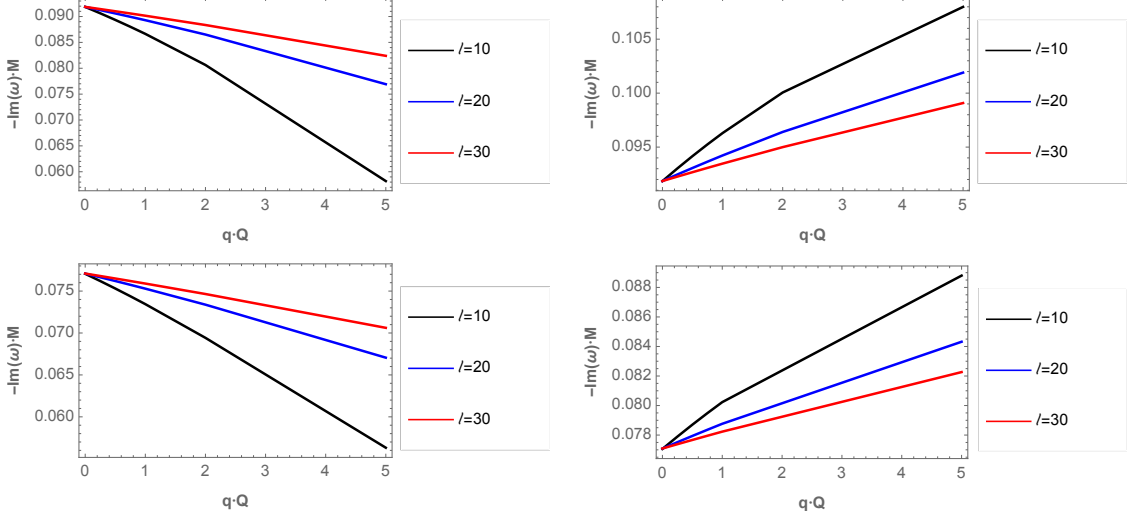 0.090
0.085
0.080
0.075
0.070
0.065
0.060
−Im(ω)·M
0 1 2 3 4 5
q·Q
ℓ=10
ℓ=20
ℓ=30
0.105
0.100
0.095
−Im(ω)·M
0 1 2 3 4 5
q·Q
ℓ=10
ℓ=20
ℓ=30
0.075
0.070
0.065
0.060
−Im(ω)·M
0 1 2 3 4 5
q·Q
ℓ=10
ℓ=20
ℓ=30
0.088
0.086
0.084
0.082
0.080
0.078
−Im(ω)·M
0 1 2 3 4 5
q·Q
ℓ=10
ℓ=20
ℓ=30